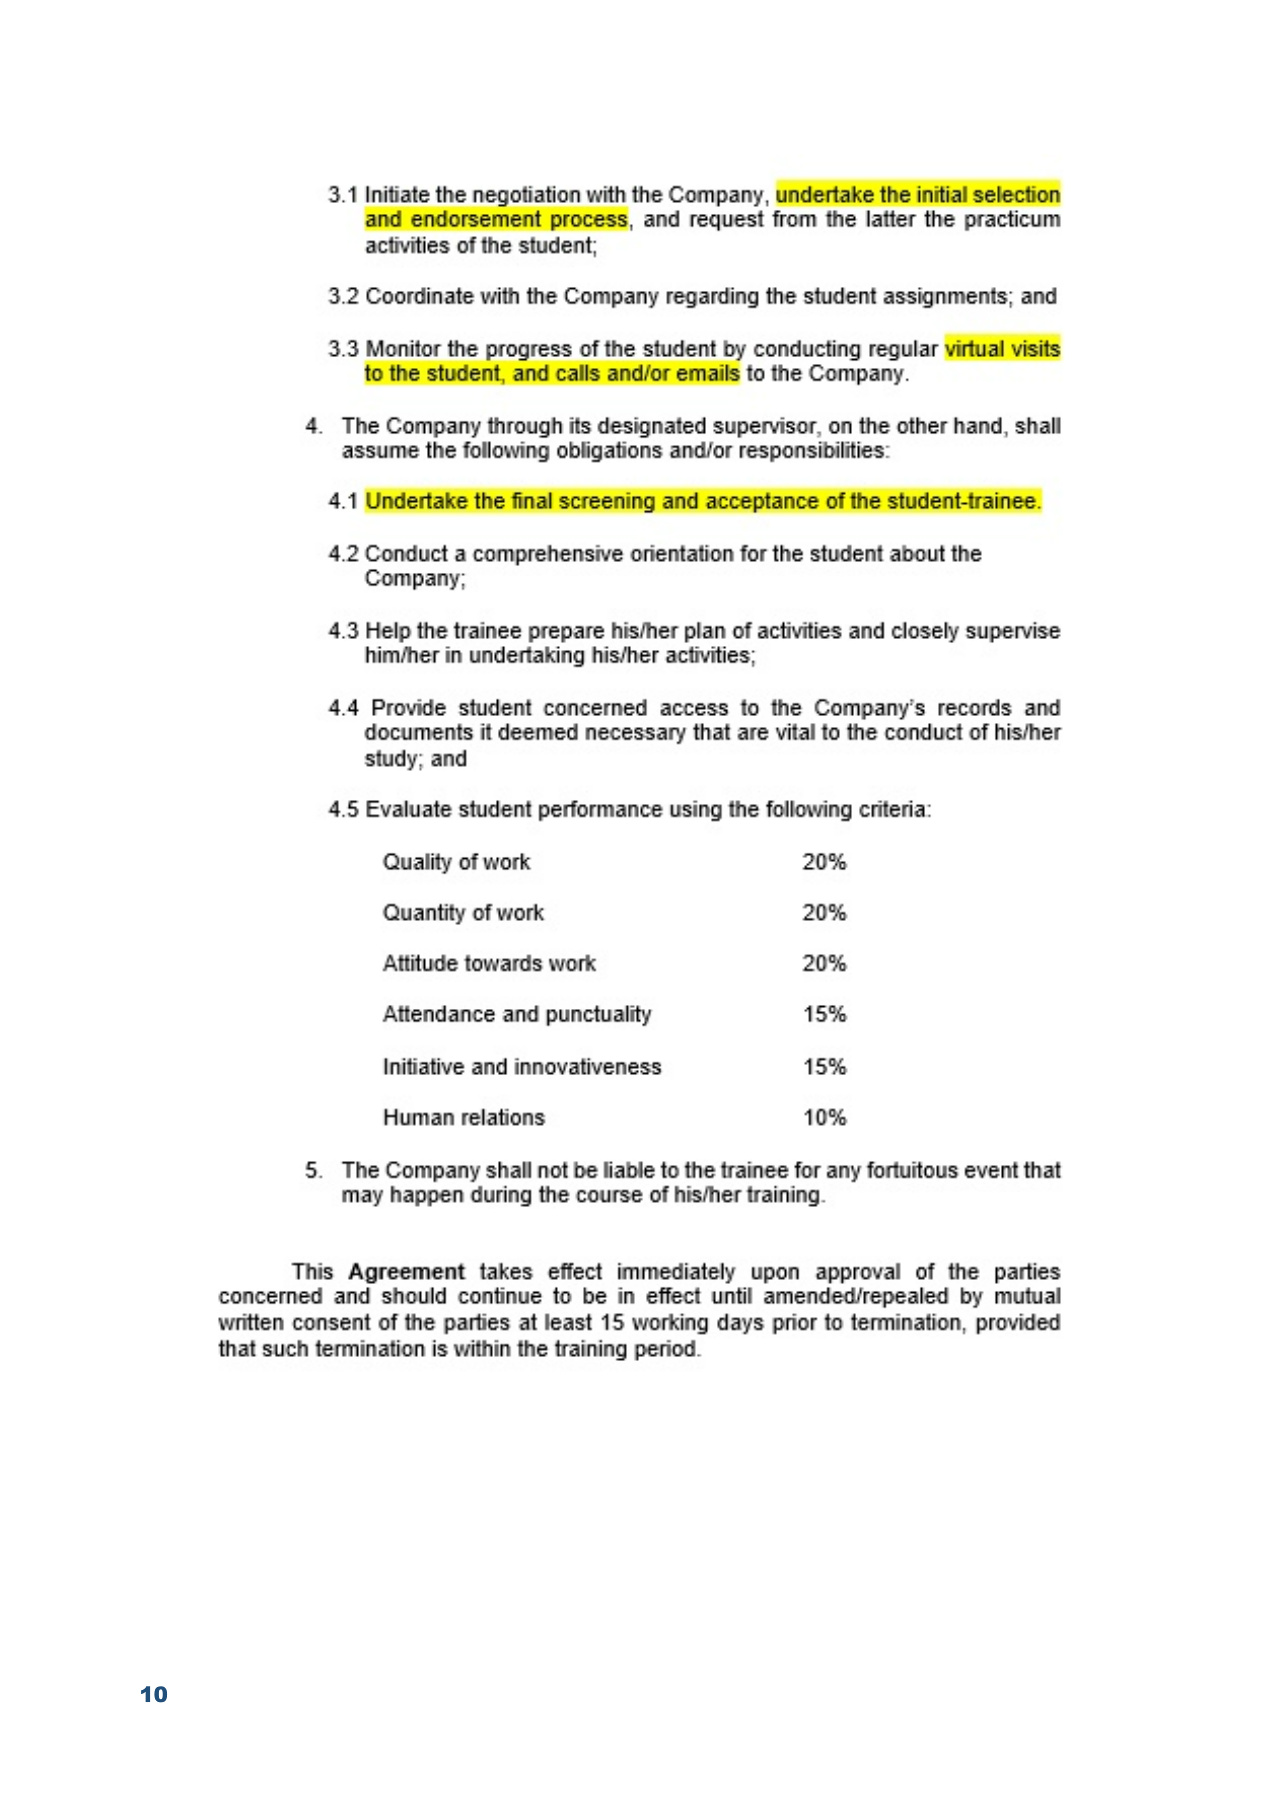 3.1 Initiate the negotiation with the Company, undertake the initial selection
and endorsement process, and request from the latter the practicum
activities of the student;
3.2 Coordinate with the Company regarding the student assignments; and
3.3 Monitor the progress of the student by conducting regular virtual visits
to the student, and calls and/or emails to the Company.
4. The Company through its designated supervisor, on the other hand, shall
assume the following obligations and/or responsibilities:
4.1 Undertake the final screening and acceptance of the student-trainee.
4.2 Conduct a comprehensive orientation for the student about the
Company;
4.3 Help the trainee prepare his/her plan of activities and closely supervise
him/her in undertaking his/her activities;
4.4 Provide student concerned access to the Company's records and
documents it deemed necessary that are vital to the conduct of his/her
study; and
4.5 Evaluate student performance using the following criteria:
Quality of work 20%
Quantity of work 20%
Attitude towards work 20%
Attendance and punctuality 15%
Initiative and innovativeness 15%
Human relations 10%
5. The Company shall not be liable to the trainee for any fortuitous event that
may happen during the course of his/her training.
This Agreement takes effect immediately upon approval of the parties
concerned and should continue to be in effect until amended/repealed by mutual
written consent of the parties at least 15 working days prior to termination, provided
that such termination is within the training period.
10